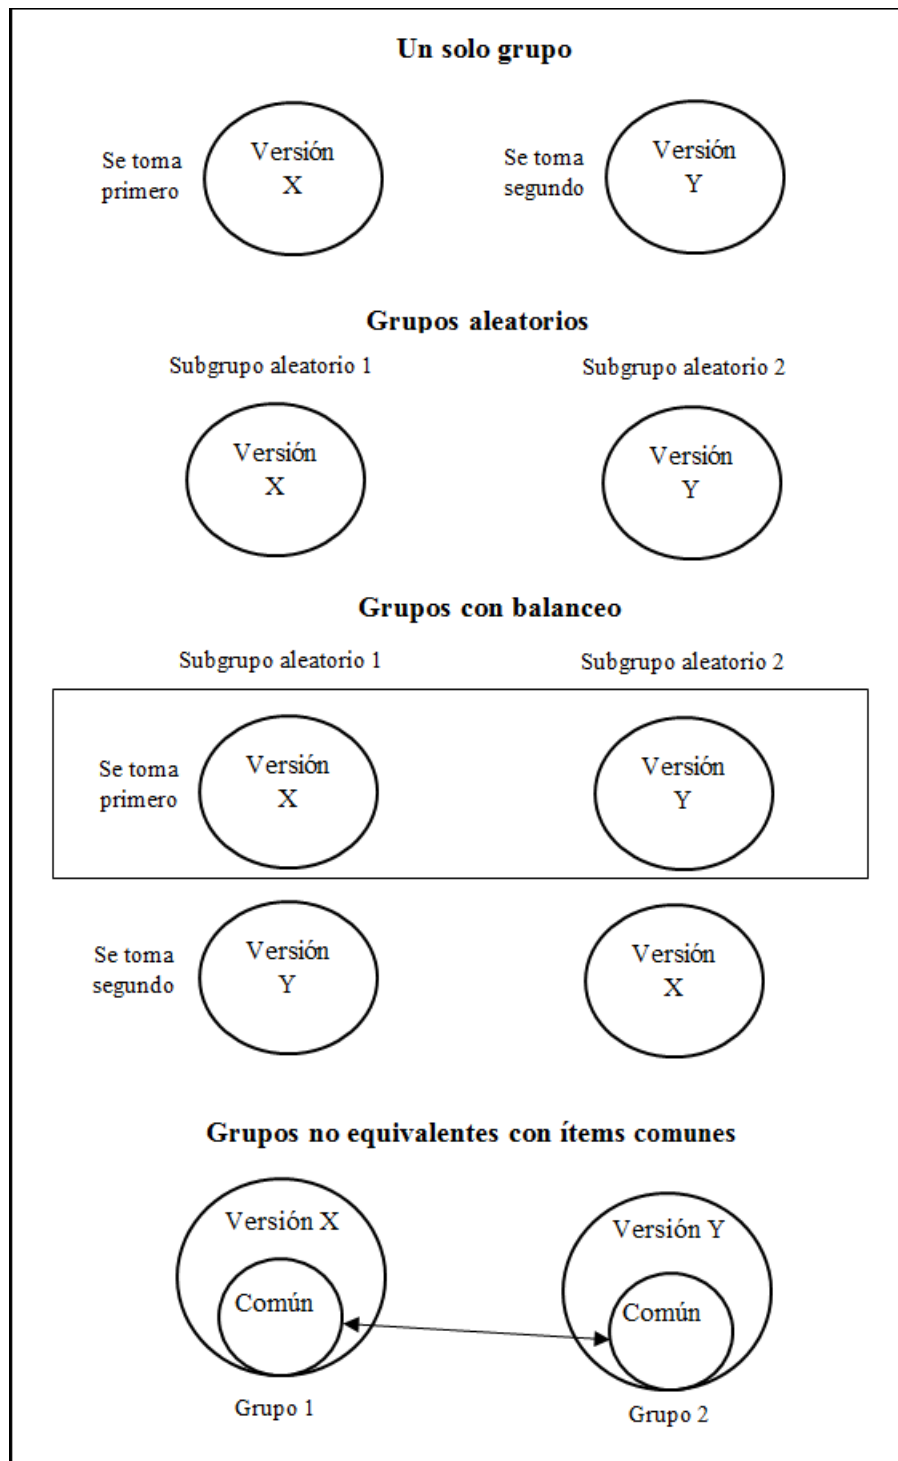 Un solo grupo
Se toma
primero
Versión
X
Se toma
segundo
Versión
Y
Grupos aleatorios
Subgrupo aleatorio 1
Subgrupo aleatorio 2
Versión
X
Versión
Y
Grupos con balanceo
Subgrupo aleatorio 1
Subgrupo aleatorio 2
Se toma
primero
Versión
X
Versión
Y
Se toma
segundo
Versión
Y
Versión
X
Grupos no equivalentes con ítems comunes
Versión X
Común
Grupo 1
Versión Y
Común
Grupo 2